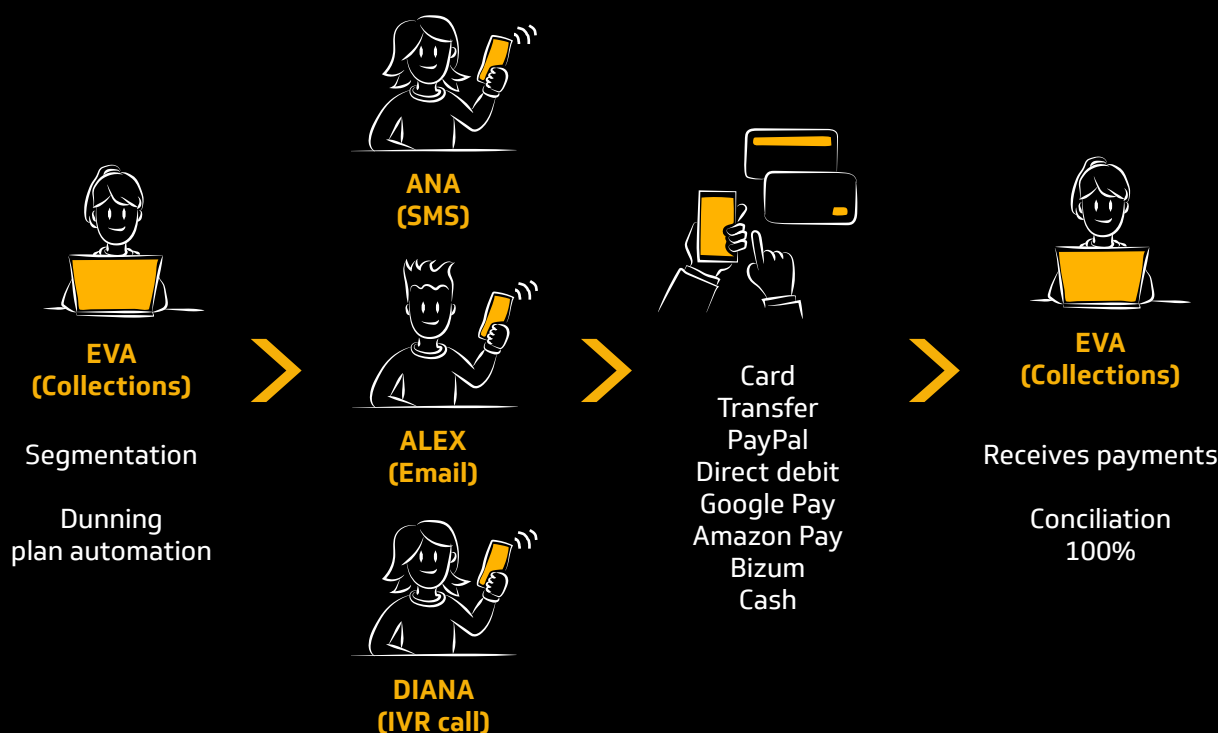 EVA
(Collections)
Segmentation
Dunning
plan automation
ANA
(SMS)
ALEX
(Email)
DIANA
(IVR call)
Card
Transfer
PayPal
Direct debit
Google Pay
Amazon Pay
Bizum
Cash
EVA
(Collections)
Receives payments
Conciliation
100%